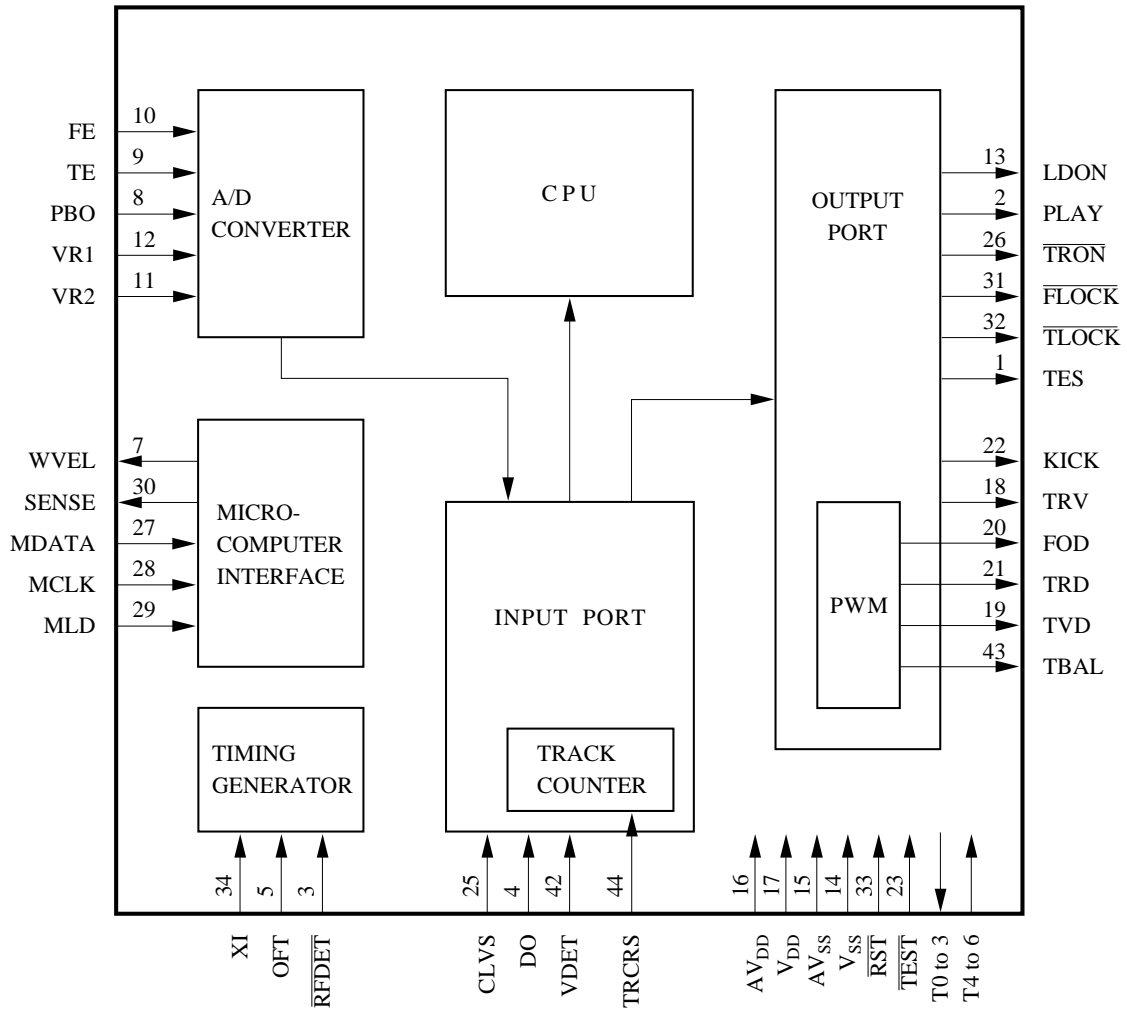 10
FE
9
TE
8
PBO
12
VR1
11
VR2
A/D
CONVERTER
CPU
OUTPUT
PORT
13
LDON
2
PLAY
26
TRON
31
FLOCK
32
TLOCK
1
TES
22
KICK
18
TRV
20
FOD
21
TRD
19
TVD
43
TBAL
PWM
7
WVEL
30
SENSE
27
MDATA
28
MCLK
29
MLD
MICRO-
COMPUTER
INTERFACE
INPUT PORT
TRACK
COUNTER
TIMING
GENERATOR
34
5
3
25
4
42
44
16
17
15
14
33
23
XI
OFT
RFDET
CLVS
DO
VDET
TRCRS
AVDD
VDD
AVSS
VSS
RST
TEST
T0 to 3
T4 to 6